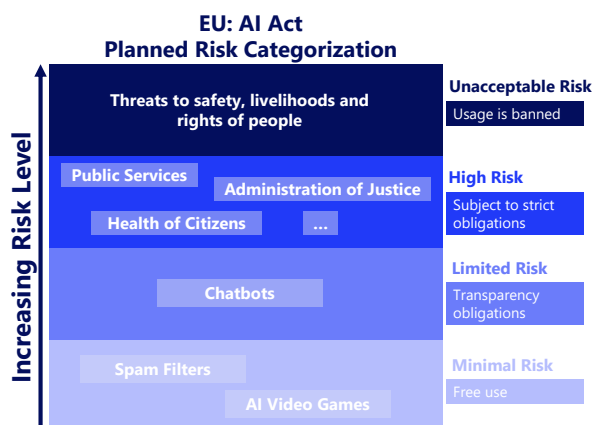 EU: AI Act
Planned Risk Categorization
Increasing Risk Level
Threats to safety, livelihoods and
rights of people
Unacceptable Risk
Usage is banned
Public Services
Administration of Justice
Health of Citizens
...
High Risk
Subject to strict
obligations
Chatbots
Limited Risk
Transparency
obligations
Spam Filters
AI Video Games
Minimal Risk
Free use